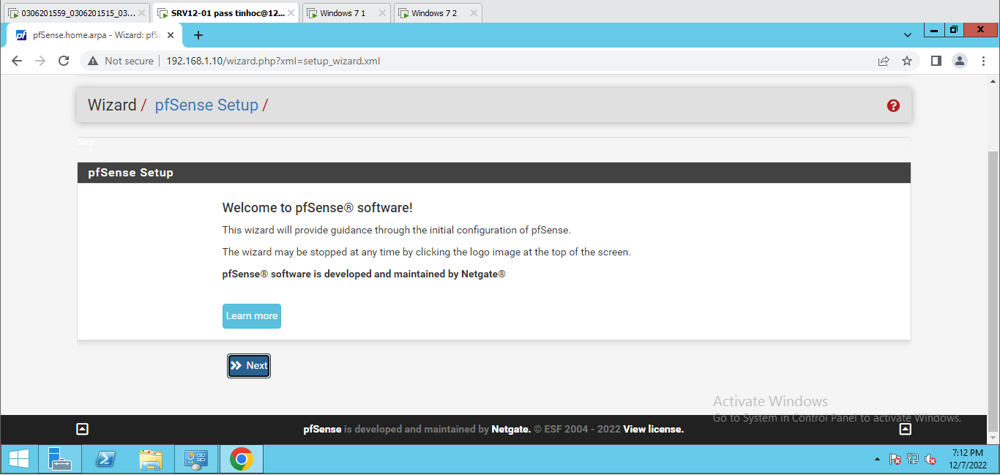 0306201559_0306201515_03... SRV12-01 pass tinhoc@12... Windows 7 1 Windows 7 2
pf pfSense.home.arpa - Wizard: pfSe
Not secure 192.168.1.10/wizard.php?xml=setup_wizard.xml
Wizard / pfSense Setup /
Step
pfSense Setup
Welcome to pfSense® software!
This wizard will provide guidance through the initial configuration of pfSense.
The wizard may be stopped at any time by clicking the logo image at the top of the screen.
pfSense® software is developed and maintained by Netgate®
Learn more
Next
Activate Windows
Go to System in Control Panel to activate Windows.
pfSense is developed and maintained by Netgate. © ESF 2004 - 2022 View license.
7:12 PM
12/7/2022